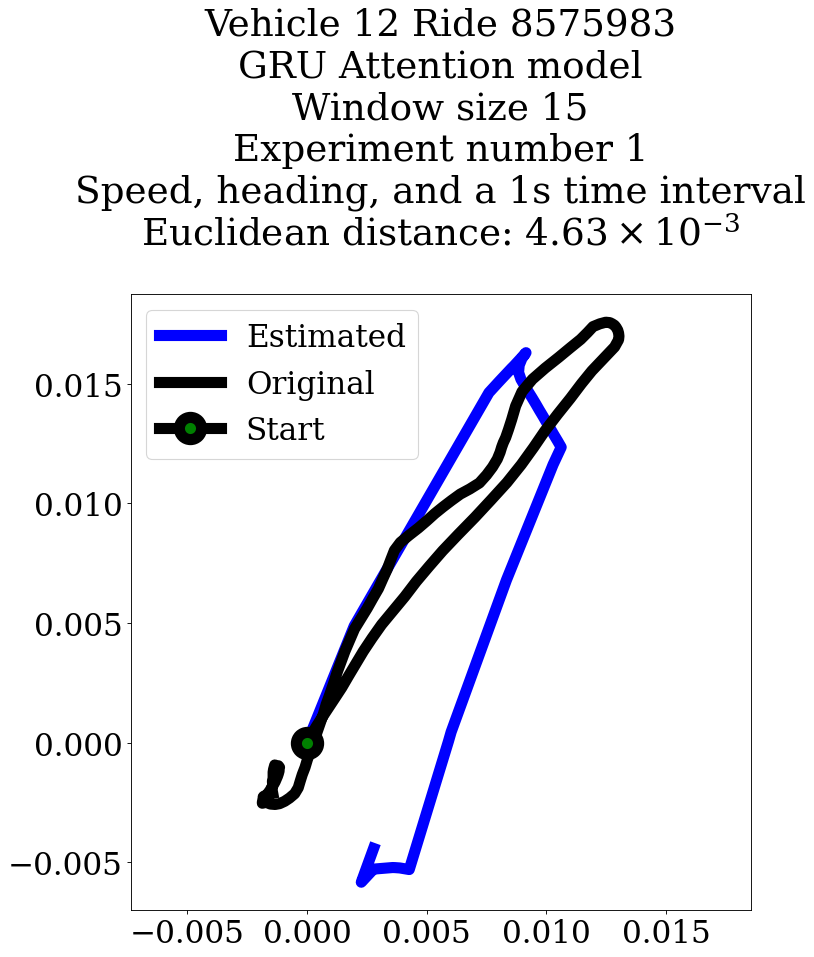 Vehicle 12 Ride 8575983
GRU Attention model
Window size 15
Experiment number 1
Speed, heading, and a 1s time interval
Euclidean distance: 4.63 × 10⁻³
Estimated
Original
Start
0.015
0.010
0.005
0.000
−0.005
−0.005 0.000 0.005 0.010 0.015